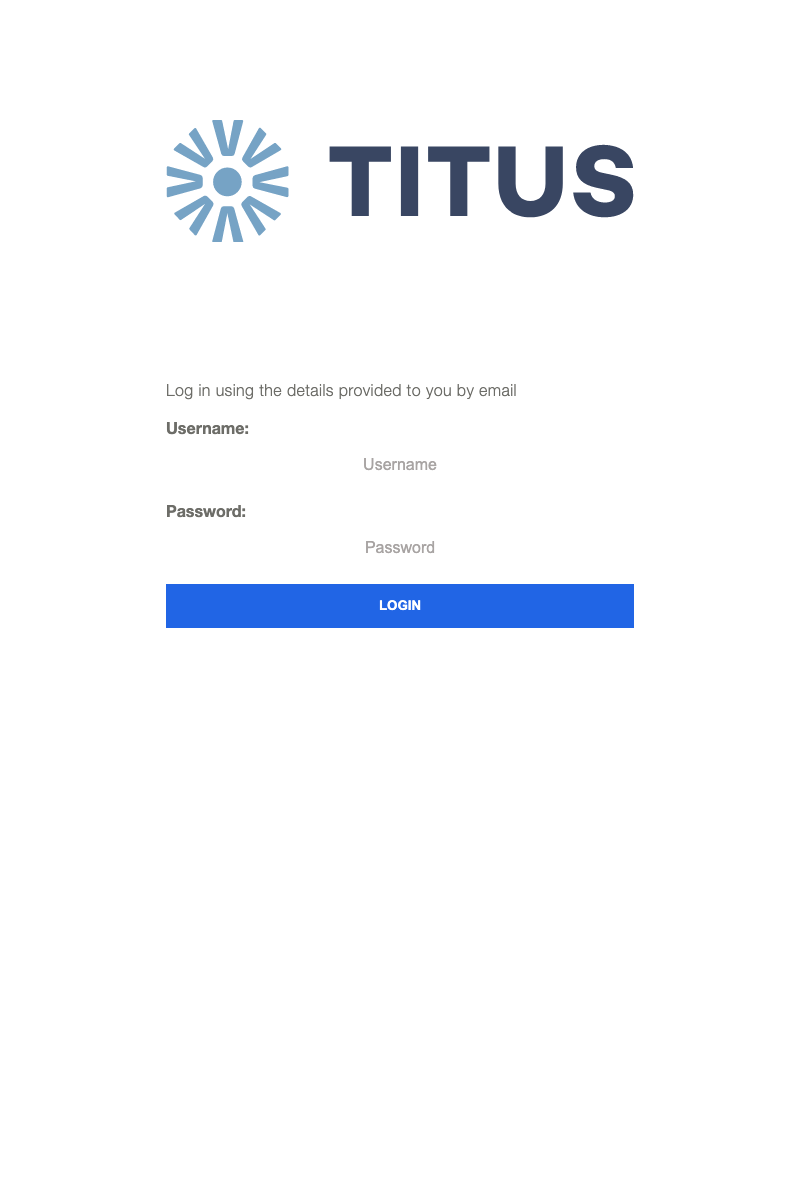 TITUS
Log in using the details provided to you by email
Username:
Username
Password:
Password
LOGIN